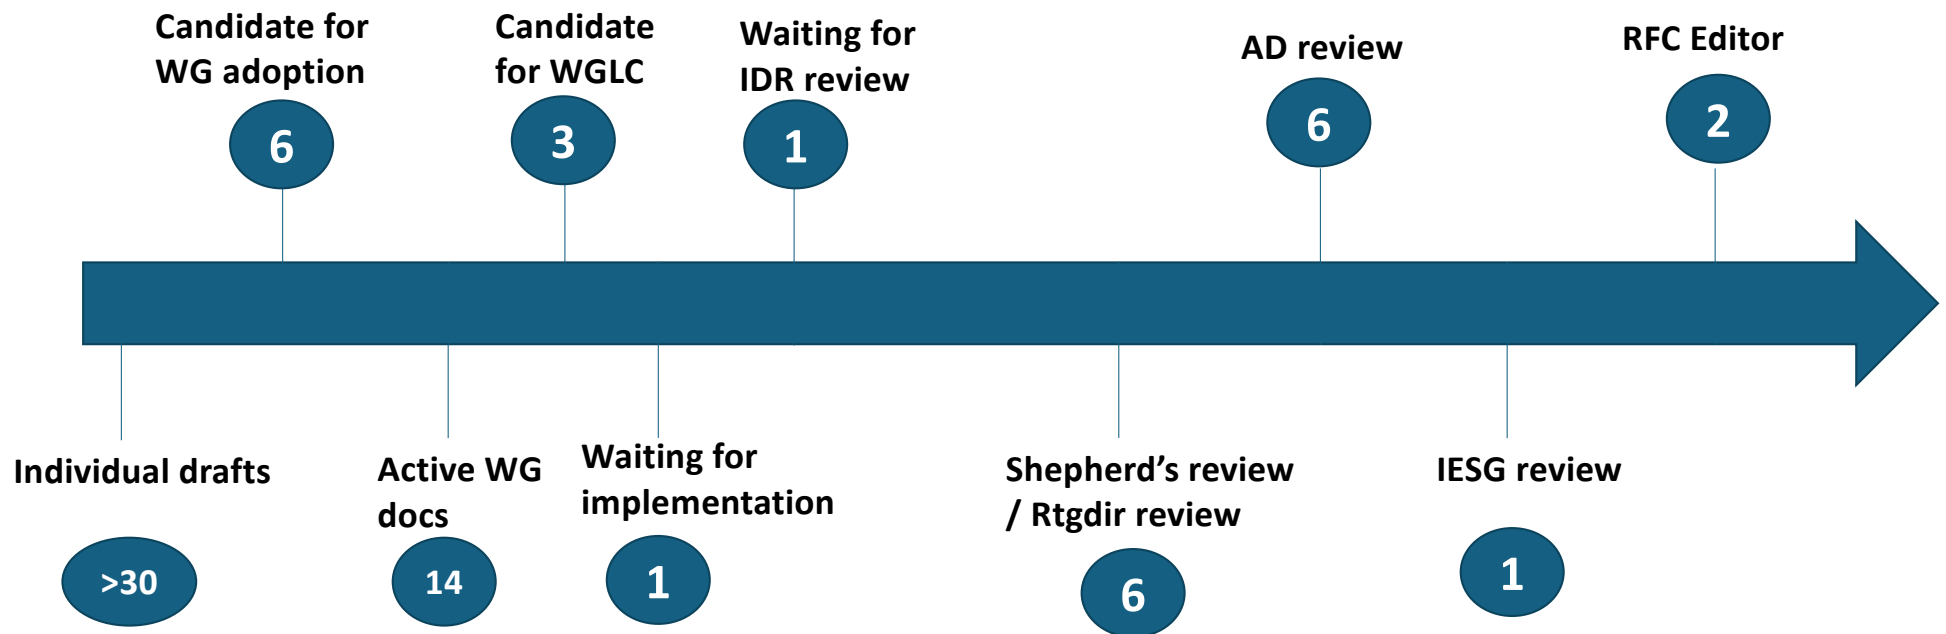 Candidate for
WG adoption
6
Candidate
for WGLC
3
Waiting for
IDR review
1
AD review
6
RFC Editor
2
Individual drafts
>30
Active WG
docs
14
Waiting for
implementation
1
Shepherd’s review
/ Rtgdir review
6
IESG review
1